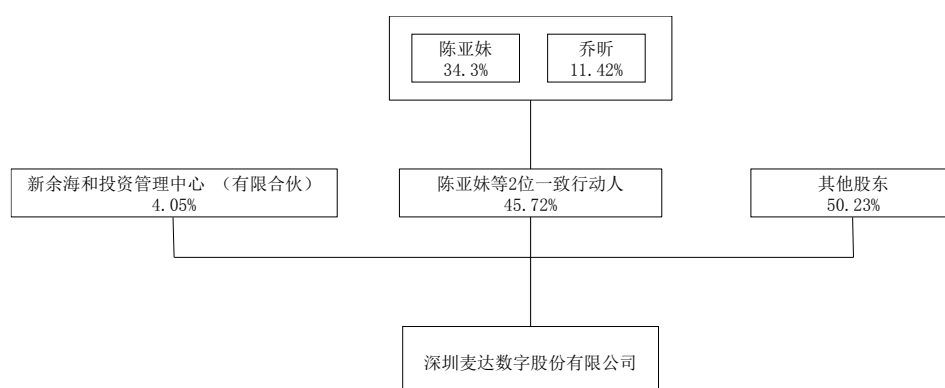 陈亚妹
34.3%
乔昕
11.42%
新余海和投资管理中心 （有限合伙）
4.05%
陈亚妹等2位一致行动人
45.72%
其他股东
50.23%
深圳麦达数字股份有限公司